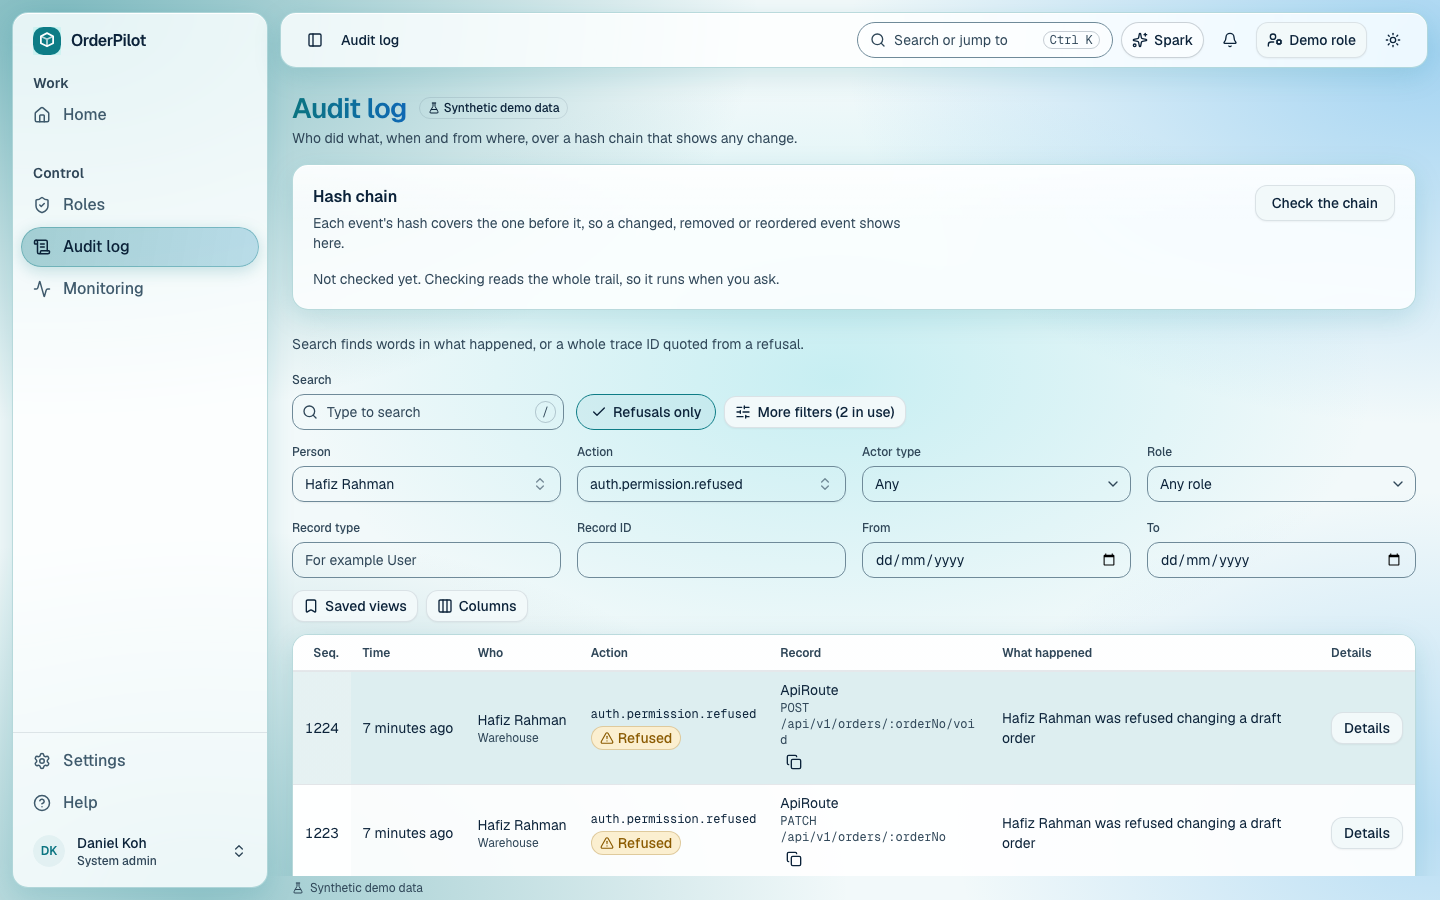 OrderPilot
Work
Home
Control
Roles
Audit log
Monitoring
Settings
Help
DK
Daniel Koh
System admin
Audit log
Search or jump to
Ctrl K
Spark
Demo role
Audit log
Synthetic demo data
Who did what, when and from where, over a hash chain that shows any change.
Hash chain
Each event's hash covers the one before it, so a changed, removed or reordered event shows
here.
Not checked yet. Checking reads the whole trail, so it runs when you ask.
Check the chain
Search finds words in what happened, or a whole trace ID quoted from a refusal.
Search
Type to search
/
Refusals only
More filters (2 in use)
Person
Action
Actor type
Role
Hafiz Rahman
auth.permission.refused
Any
Any role
Record type
Record ID
From
To
For example User
dd/mm/yyyy
dd/mm/yyyy
Saved views
Columns
Seq.
Time
Who
Action
Record
What happened
Details
1224
7 minutes ago
Hafiz Rahman
Warehouse
auth.permission.refused
Refused
ApiRoute
POST
/api/v1/orders/:orderNo/voi
d
Hafiz Rahman was refused changing a draft
order
Details
1223
7 minutes ago
Hafiz Rahman
Warehouse
auth.permission.refused
Refused
ApiRoute
PATCH
/api/v1/orders/:orderNo
Hafiz Rahman was refused changing a draft
order
Details
Synthetic demo data